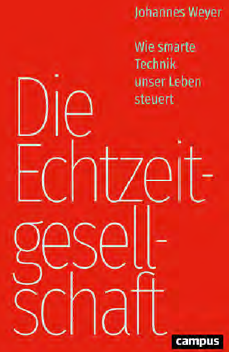 Johannes Weyer
Wie smarte
Technik
unser Leben
steuert
Die
Echtzeit-
gesell-
schaft
campus